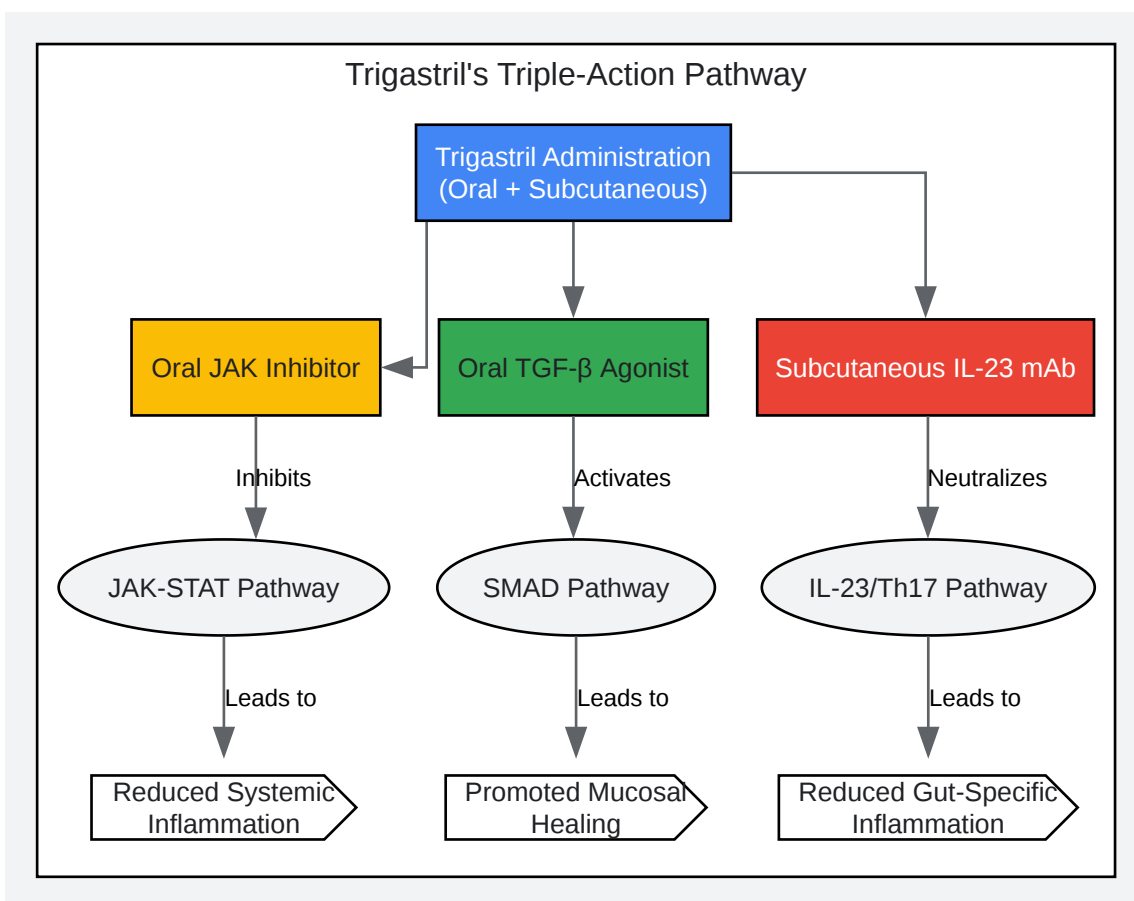 Trigastril's Triple-Action Pathway
Trigastril Administration
(Oral + Subcutaneous)
Oral JAK Inhibitor
Oral TGF-β Agonist
Subcutaneous IL-23 mAb
Inhibits
Activates
Neutralizes
JAK-STAT Pathway
SMAD Pathway
IL-23/Th17 Pathway
Leads to
Leads to
Leads to
Reduced Systemic
Inflammation
Promoted Mucosal
Healing
Reduced Gut-Specific
Inflammation